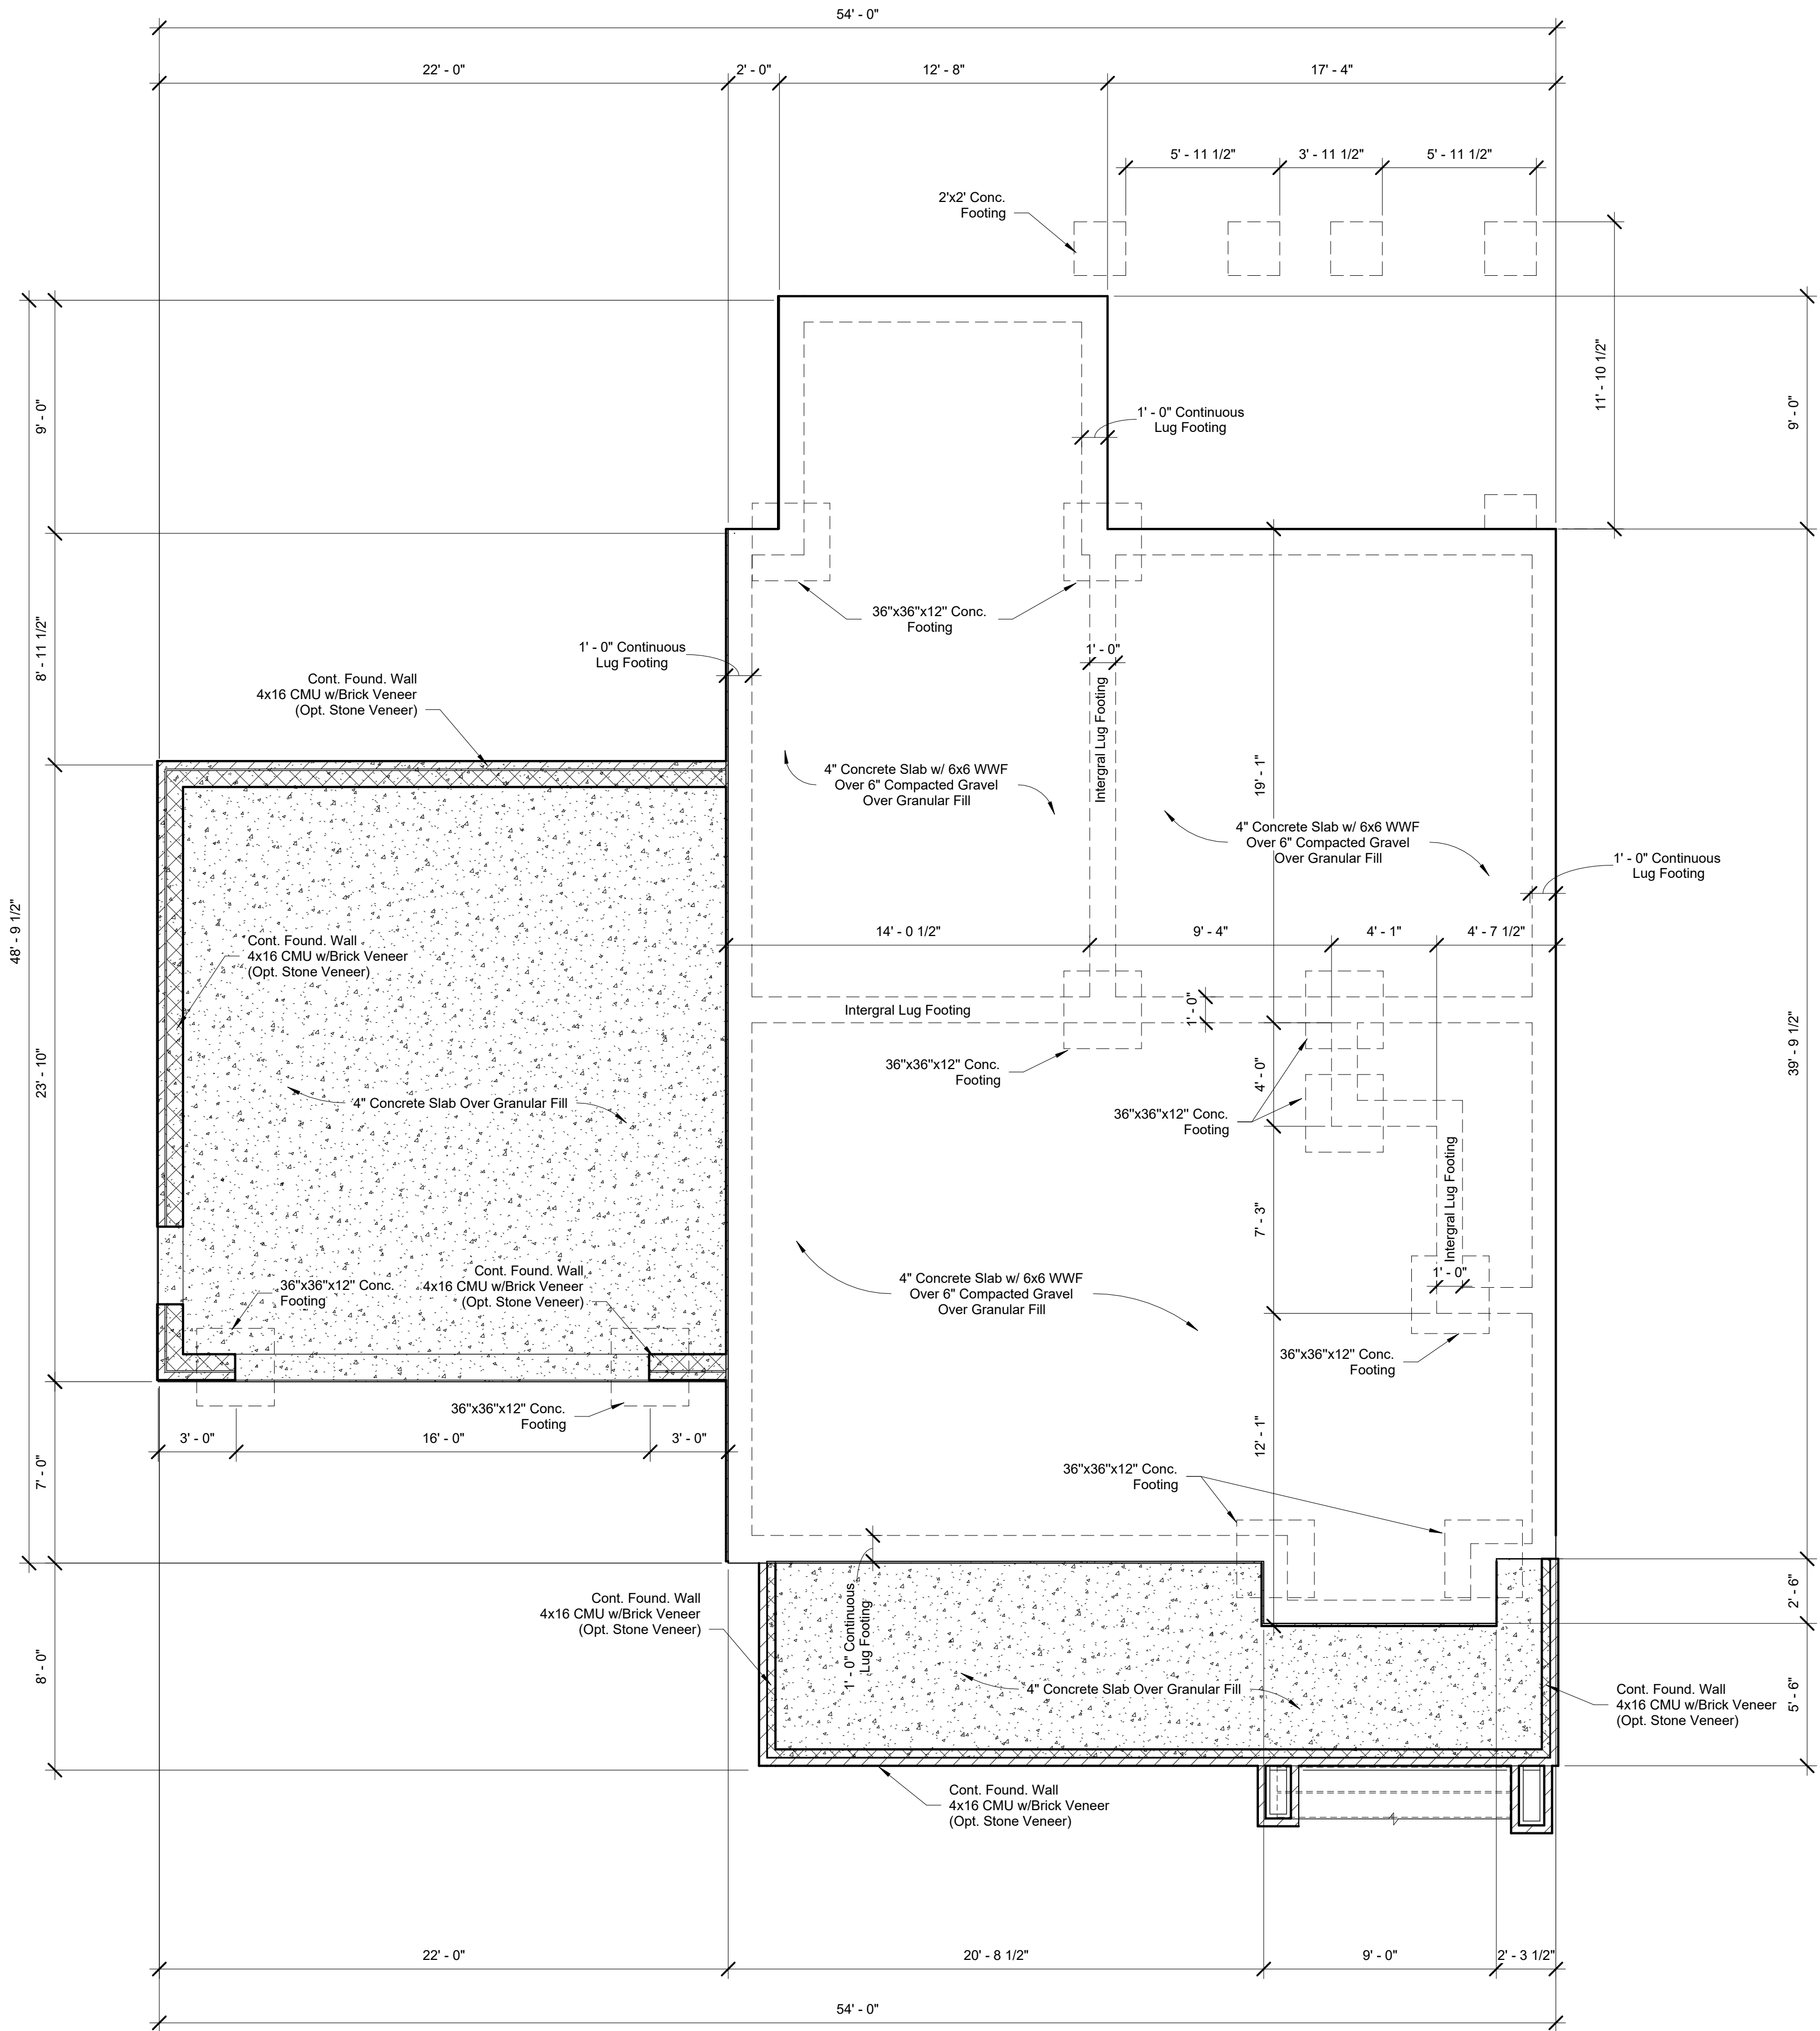 54' - 0"
22' - 0"
2' - 0"
12' - 8"
17' - 4"
5' - 11 1/2"
3' - 11 1/2"
5' - 11 1/2"
2'x2' Conc.
Footing
11' - 10 1/2"
9' - 0"
9' - 0"
1' - 0" Continuous
Lug Footing
36"x36"x12" Conc.
Footing
8' - 11 1/2"
1' - 0" Continuous
Lug Footing
1' - 0"
Cont. Found. Wall
4x16 CMU w/Brick Veneer
(Opt. Stone Veneer)
Intergral Lug Footing
19' - 1"
4" Concrete Slab w/ 6x6 WWF
Over 6" Compacted Gravel
Over Granular Fill
4" Concrete Slab w/ 6x6 WWF
Over 6" Compacted Gravel
Over Granular Fill
1' - 0" Continuous
Lug Footing
48' - 9 1/2"
14' - 0 1/2"
9' - 4"
4' - 1"
4' - 7 1/2"
Cont. Found. Wall
4x16 CMU w/Brick Veneer
(Opt. Stone Veneer)
Intergral Lug Footing
1' - 0"
39' - 9 1/2"
23' - 10"
36"x36"x12" Conc.
Footing
4' - 0"
4" Concrete Slab Over Granular Fill
36"x36"x12" Conc.
Footing
Intergral Lug Footing
7' - 3"
1' - 0"
36"x36"x12" Conc.
Footing
Cont. Found. Wall
4x16 CMU w/Brick Veneer
(Opt. Stone Veneer)
4" Concrete Slab w/ 6x6 WWF
Over 6" Compacted Gravel
Over Granular Fill
36"x36"x12" Conc.
Footing
36"x36"x12" Conc.
Footing
12' - 1"
3' - 0"
16' - 0"
3' - 0"
7' - 0"
36"x36"x12" Conc.
Footing
Cont. Found. Wall
4x16 CMU w/Brick Veneer
(Opt. Stone Veneer)
1' - 0" Continuous
Lug Footing
2' - 6"
8' - 0"
4" Concrete Slab Over Granular Fill
5' - 6"
Cont. Found. Wall
4x16 CMU w/Brick Veneer
(Opt. Stone Veneer)
Cont. Found. Wall
4x16 CMU w/Brick Veneer
(Opt. Stone Veneer)
22' - 0"
20' - 8 1/2"
9' - 0"
2' - 3 1/2"
54' - 0"